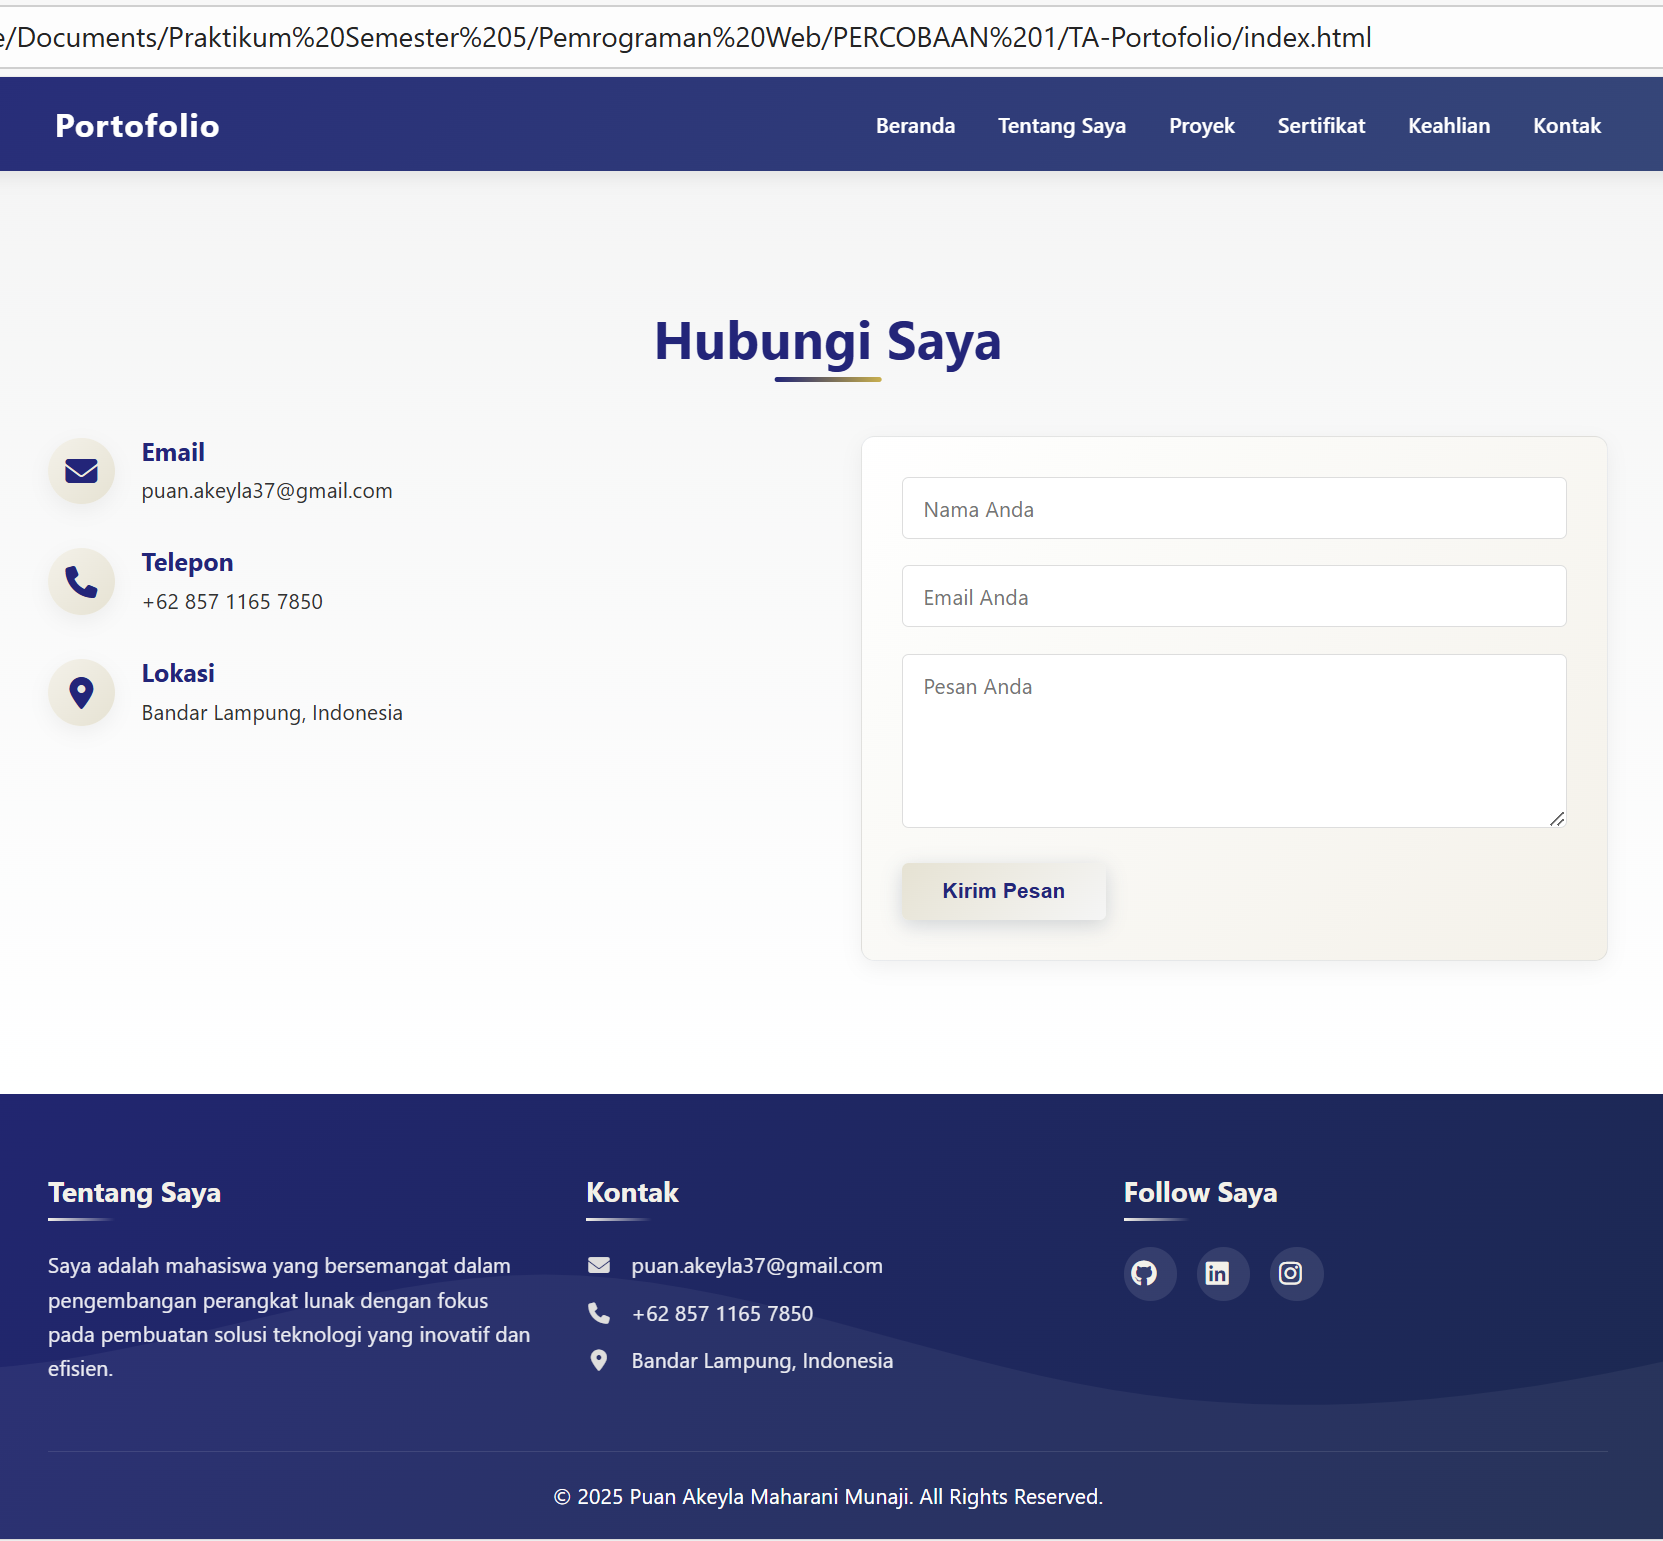 /Documents/Praktikum%20Semester%205/Pemrograman%20Web/PERCOBAAN%201/TA-Portofolio/index.html
Portofolio
Beranda Tentang Saya Proyek Sertifikat Keahlian Kontak
Hubungi Saya
Email
puan.akeyla37@gmail.com
Telepon
+62 857 1165 7850
Lokasi
Bandar Lampung, Indonesia
Nama Anda
Email Anda
Pesan Anda
Kirim Pesan
Tentang Saya
Saya adalah mahasiswa yang bersemangat dalam
pengembangan perangkat lunak dengan fokus
pada pembuatan solusi teknologi yang inovatif dan
efisien.
Kontak
puan.akeyla37@gmail.com
+62 857 1165 7850
Bandar Lampung, Indonesia
Follow Saya
© 2025 Puan Akeyla Maharani Munaji. All Rights Reserved.